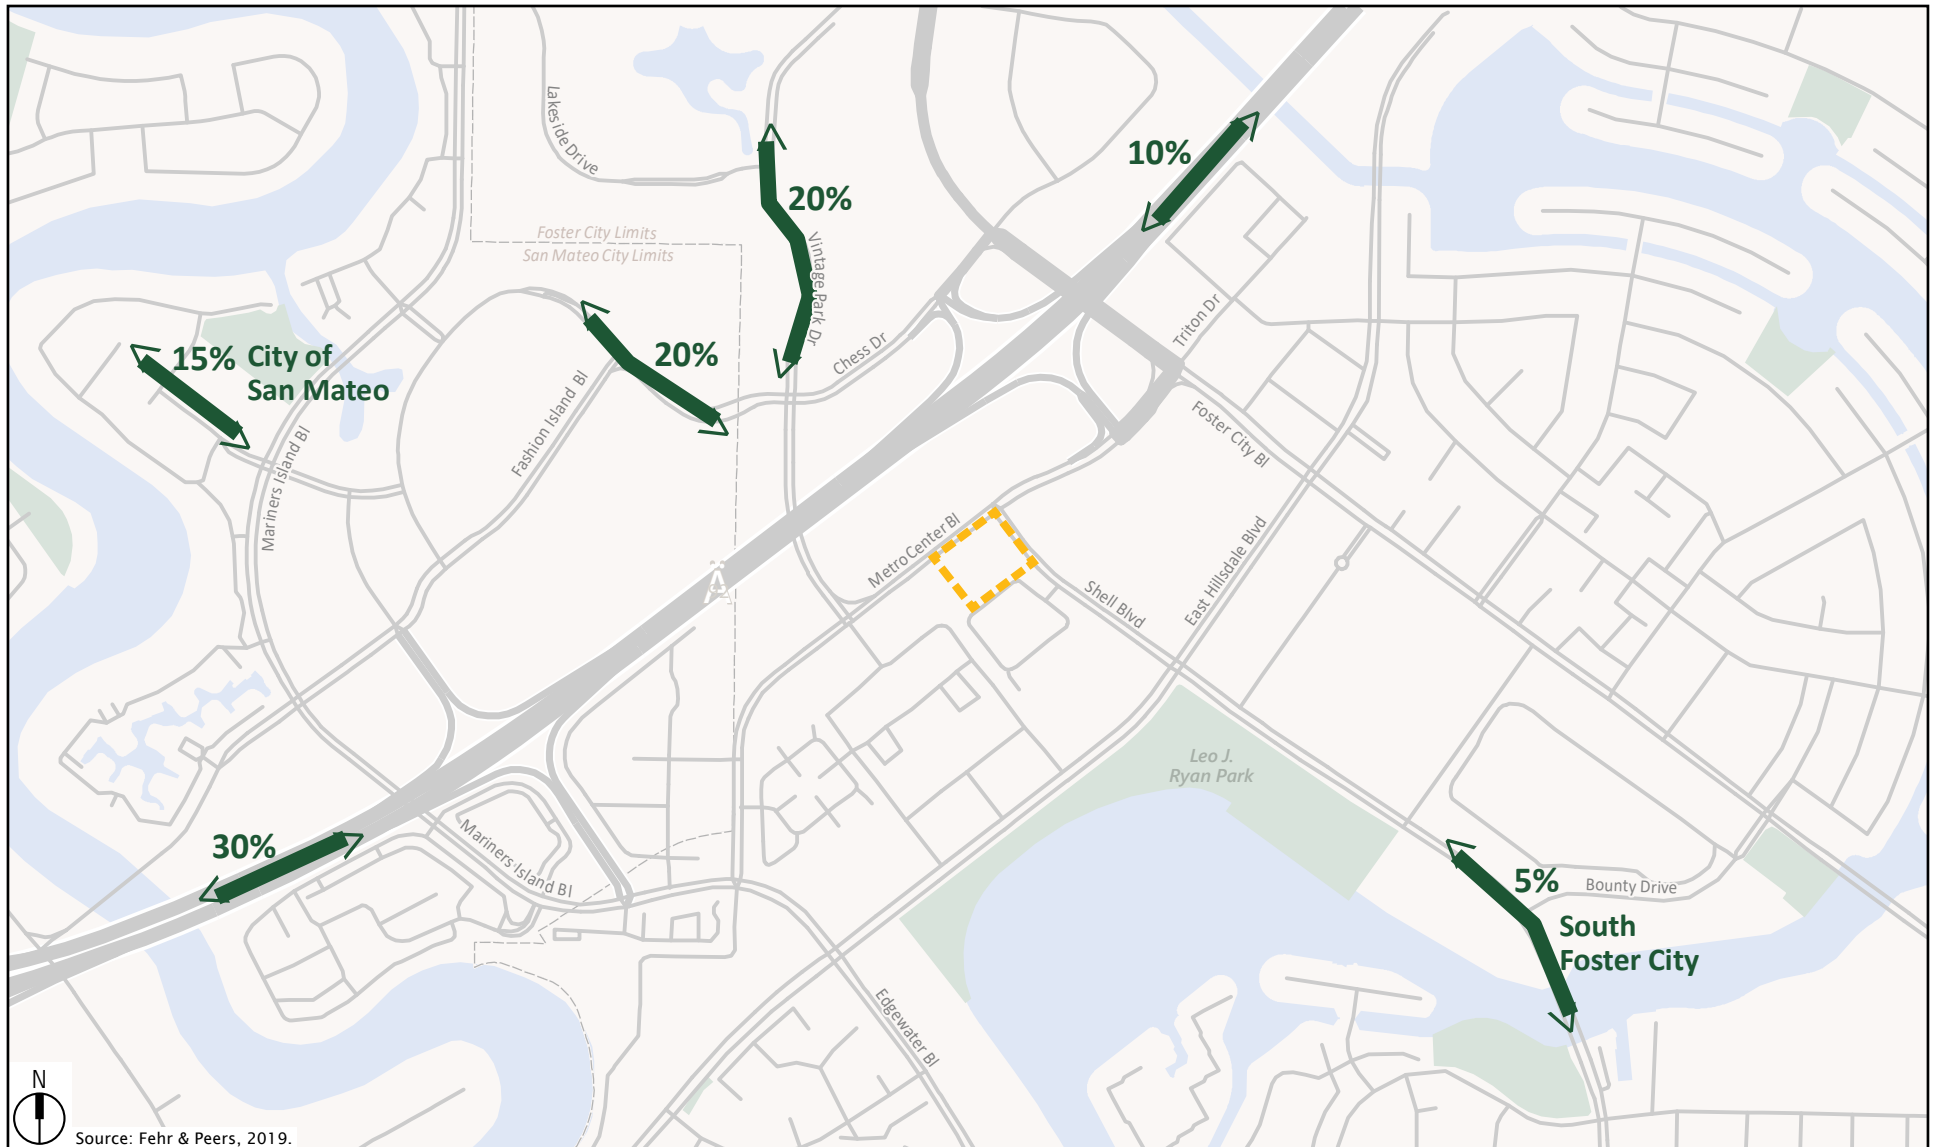 Lakeside Drive
10%
20%
Foster City Limits
San Mateo City Limits
Vintage Park Dr
Triton Dr
Chess Dr
15%
City of
San Mateo
20%
Fashion Island Bl
Mariners Island Bl
Foster City Bl
Metro Center Bl
East Hillsdale Blvd
Shell Blvd
Leo J.
Ryan Park
30%
Mariners Island Bl
5%
Bounty Drive
South
Foster City
Edgewater Bl
N
Source: Fehr & Peers, 2019.